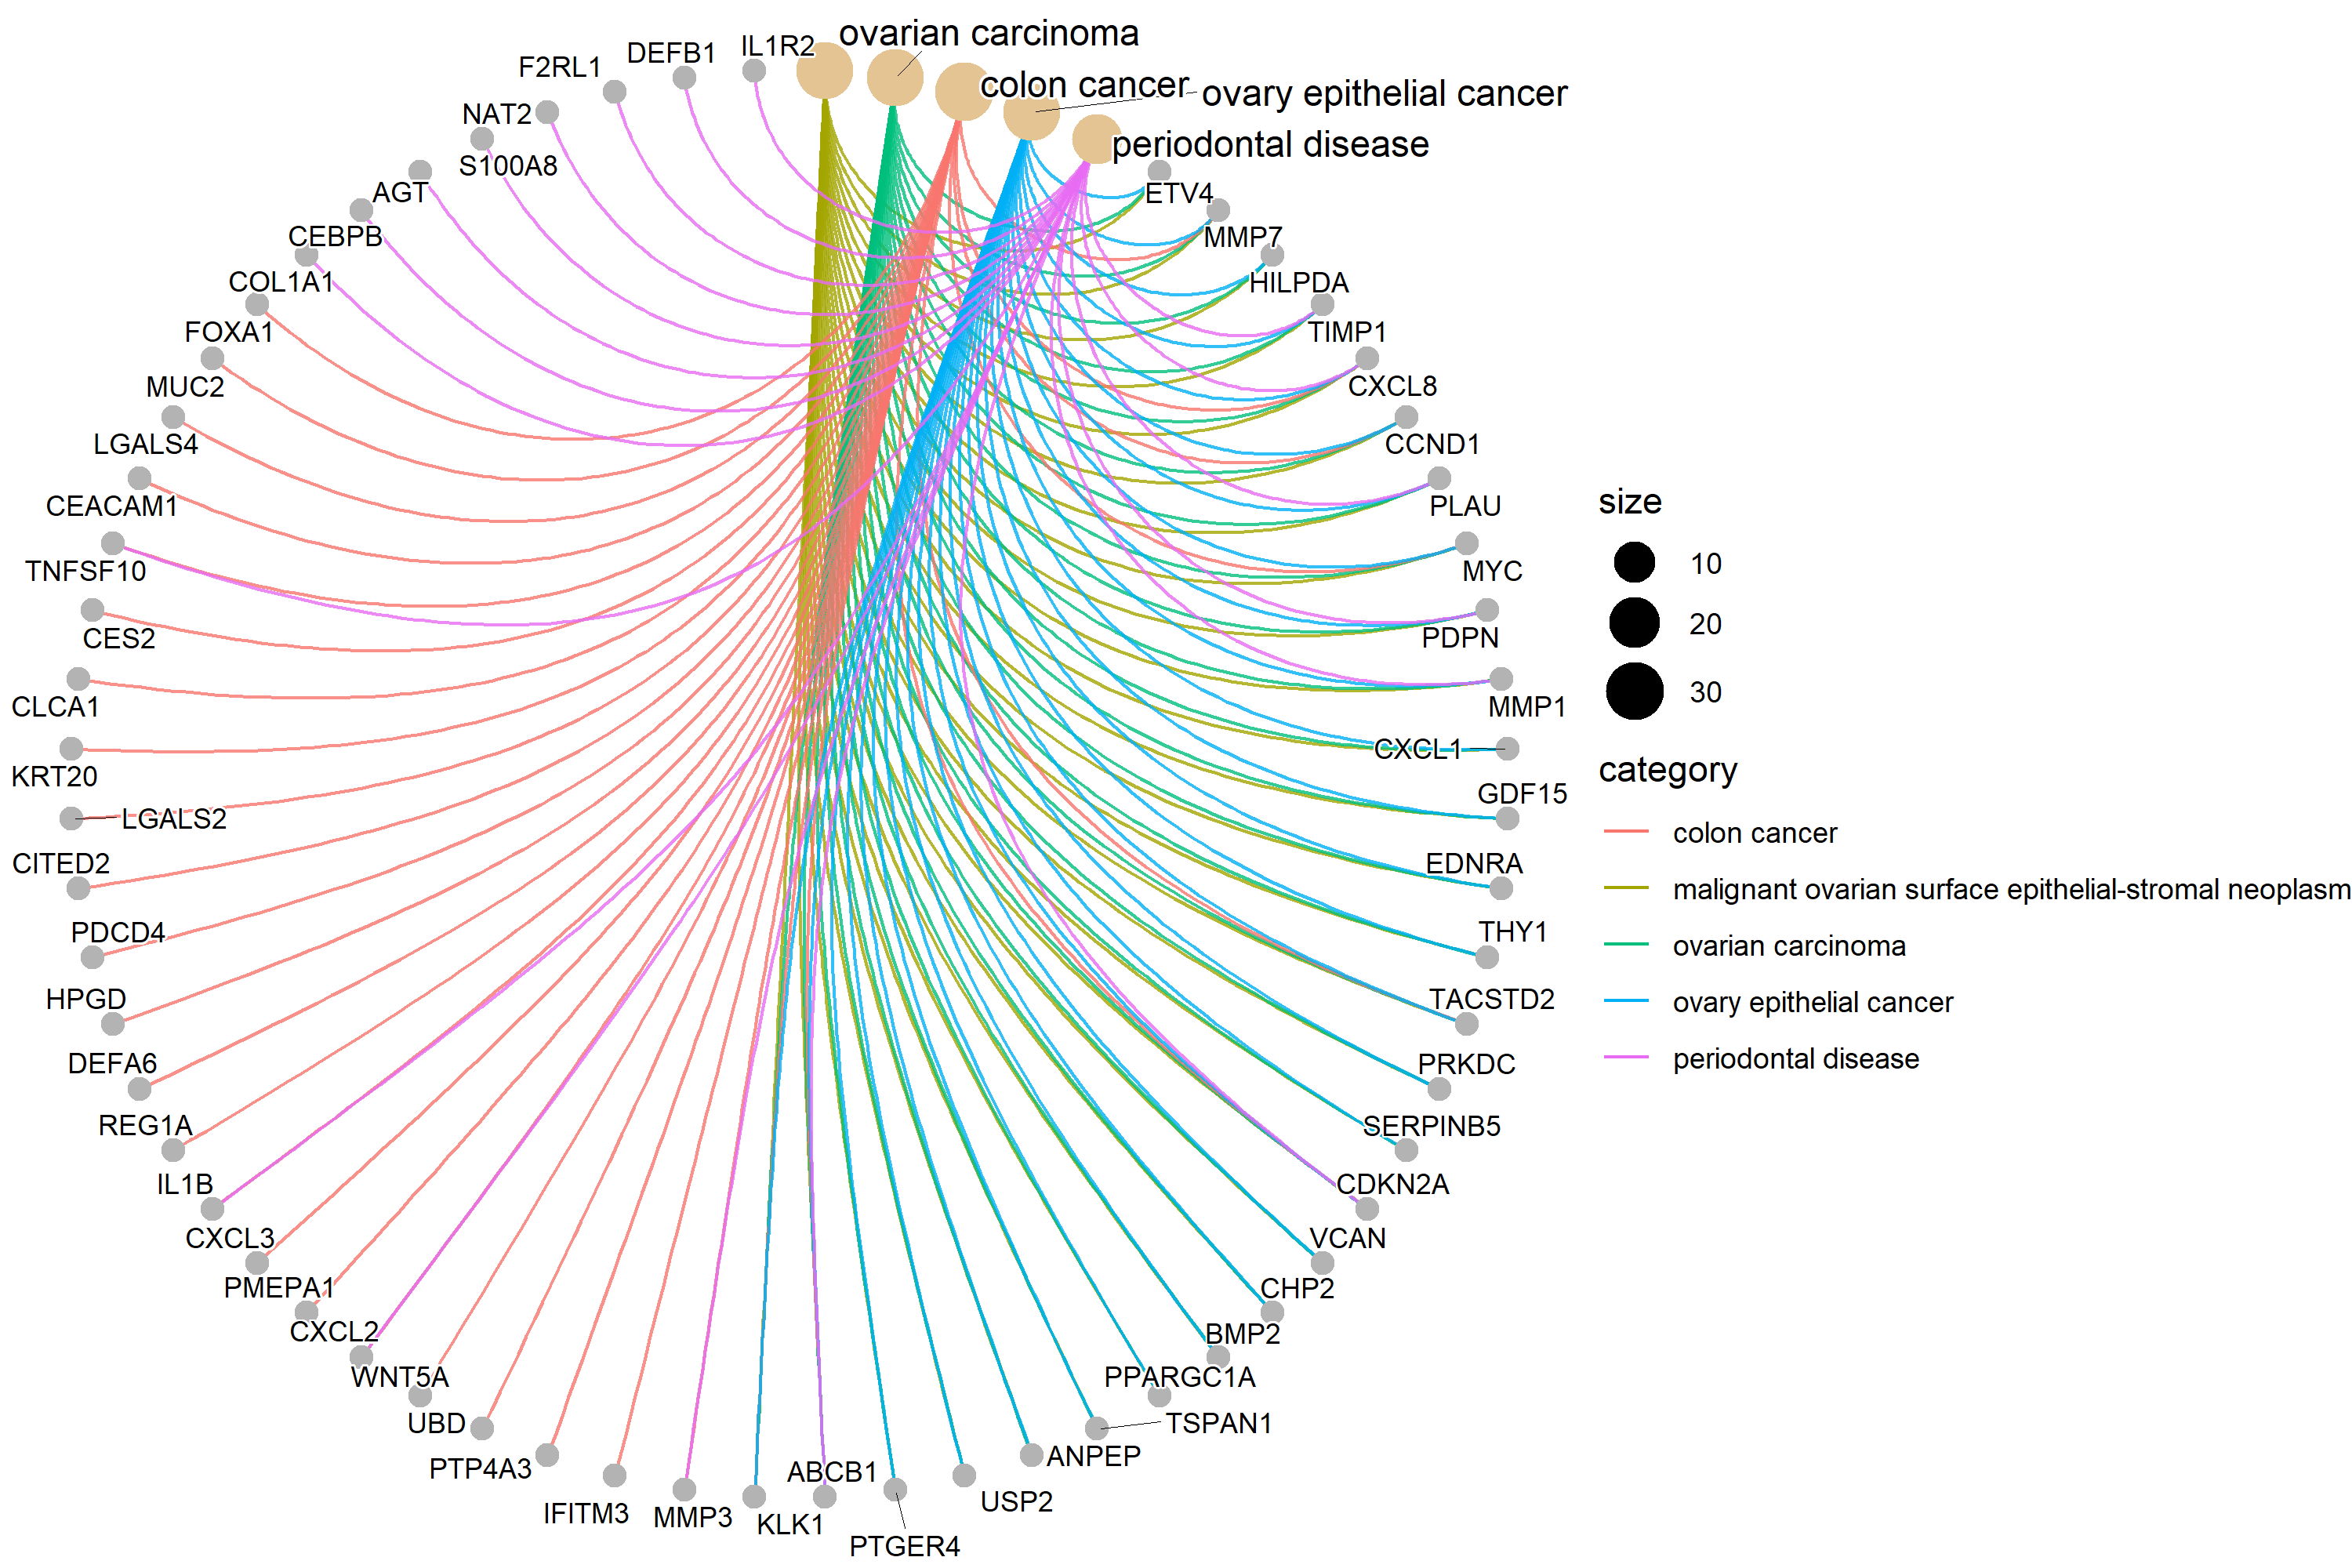 ovarian carcinoma
colon cancer
ovary epithelial cancer
periodontal disease
IL1R2
DEFB1
F2RL1
NAT2
S100A8
AGT
CEBPB
COL1A1
FOXA1
MUC2
LGALS4
CEACAM1
TNFSF10
CES2
CLCA1
KRT20
LGALS2
CITED2
PDCD4
HPGD
DEFA6
REG1A
IL1B
CXCL3
PMEPA1
CXCL2
WNT5A
UBD
PTP4A3
IFITM3
MMP3
KLK1
ABCB1
PTGER4
USP2
ANPEP
TSPAN1
PPARGC1A
BMP2
CHP2
VCAN
CDKN2A
SERPINB5
PRKDC
TACSTD2
THY1
EDNRA
GDF15
CXCL1
MMP1
PDPN
MYC
PLAU
CCND1
CXCL8
TIMP1
HILPDA
MMP7
ETV4
size
10
20
30
category
colon cancer
malignant ovarian surface epithelial-stromal neoplasm
ovarian carcinoma
ovary epithelial cancer
periodontal disease